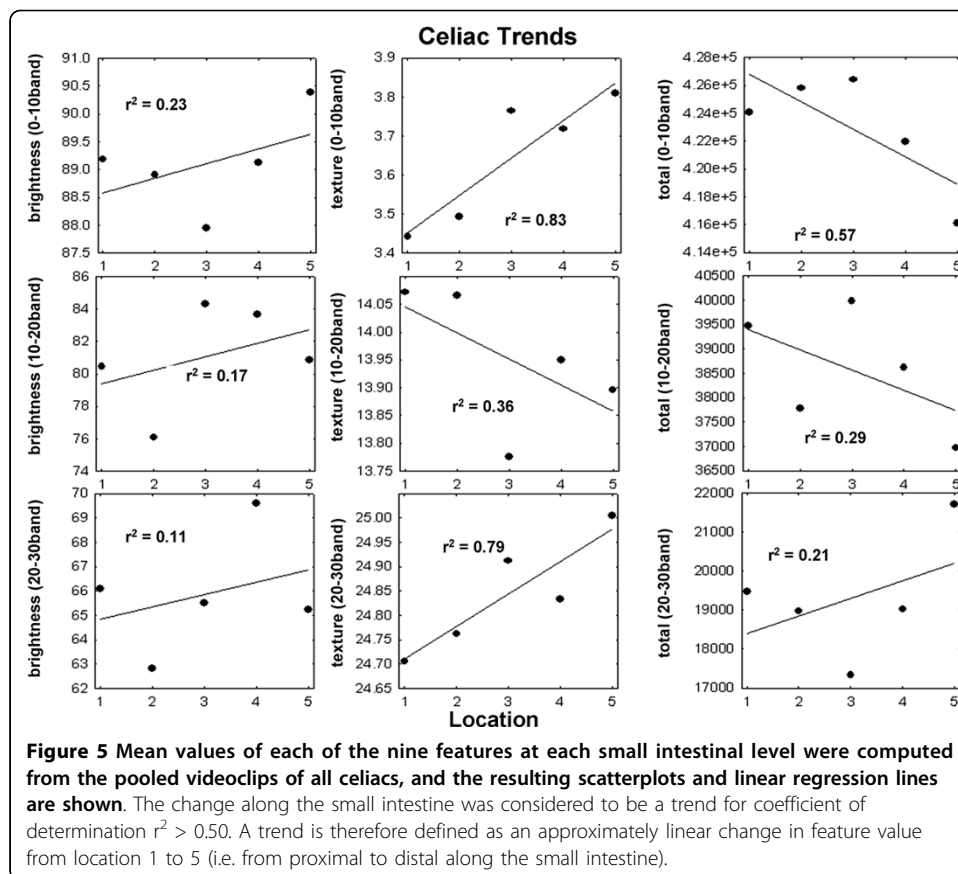 Celiac Trends
brightness (0-10band)
91.0
90.5
90.0
89.5
89.0
88.5
88.0
87.5
r² = 0.23
1 2 3 4 5
texture (0-10band)
3.9
3.8
3.7
3.6
3.5
3.4
r² = 0.83
1 2 3 4 5
total (0-10band)
4.28e+5
4.26e+5
4.24e+5
4.22e+5
4.20e+5
4.18e+5
4.16e+5
4.14e+5
r² = 0.57
1 2 3 4 5
brightness (10-20band)
86
84
82
80
78
76
74
r² = 0.17
1 2 3 4 5
texture (10-20band)
14.05
14.00
13.95
13.90
13.85
13.80
13.75
r² = 0.36
1 2 3 4 5
total (10-20band)
40500
40000
39500
39000
38500
38000
37500
37000
36500
r² = 0.29
1 2 3 4 5
brightness (20-30band)
70
69
68
67
66
65
64
63
62
r² = 0.11
1 2 3 4 5
texture (20-30band)
25.00
24.95
24.90
24.85
24.80
24.75
24.70
24.65
r² = 0.79
1 2 3 4 5
total (20-30band)
22000
21000
20000
19000
18000
17000
r² = 0.21
1 2 3 4 5
Location
Figure 5 Mean values of each of the nine features at each small intestinal level were computed
from the pooled videoclips of all celiacs, and the resulting scatterplots and linear regression lines
are shown. The change along the small intestine was considered to be a trend for coefficient of
determination r² > 0.50. A trend is therefore defined as an approximately linear change in feature value
from location 1 to 5 (i.e. from proximal to distal along the small intestine).